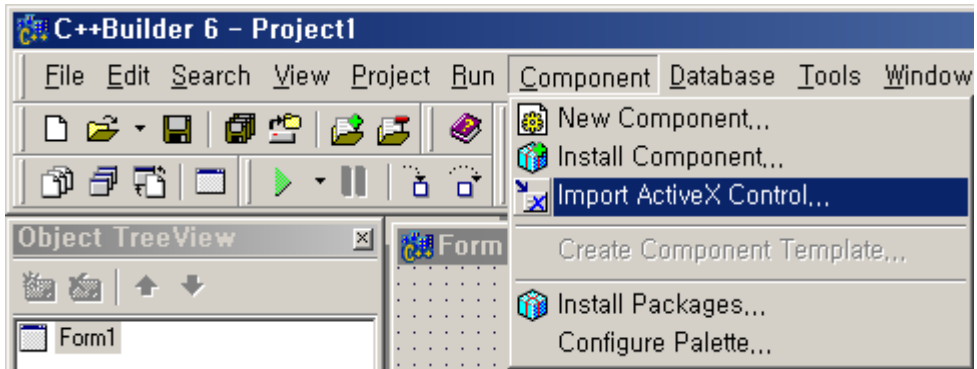 C++Builder 6 - Project1
File Edit Search View Project Run Component Database Tools Window
New Component...
Install Component...
Import ActiveX Control...
Object TreeView
Form
Create Component Template...
Install Packages...
Form1
Configure Palette...